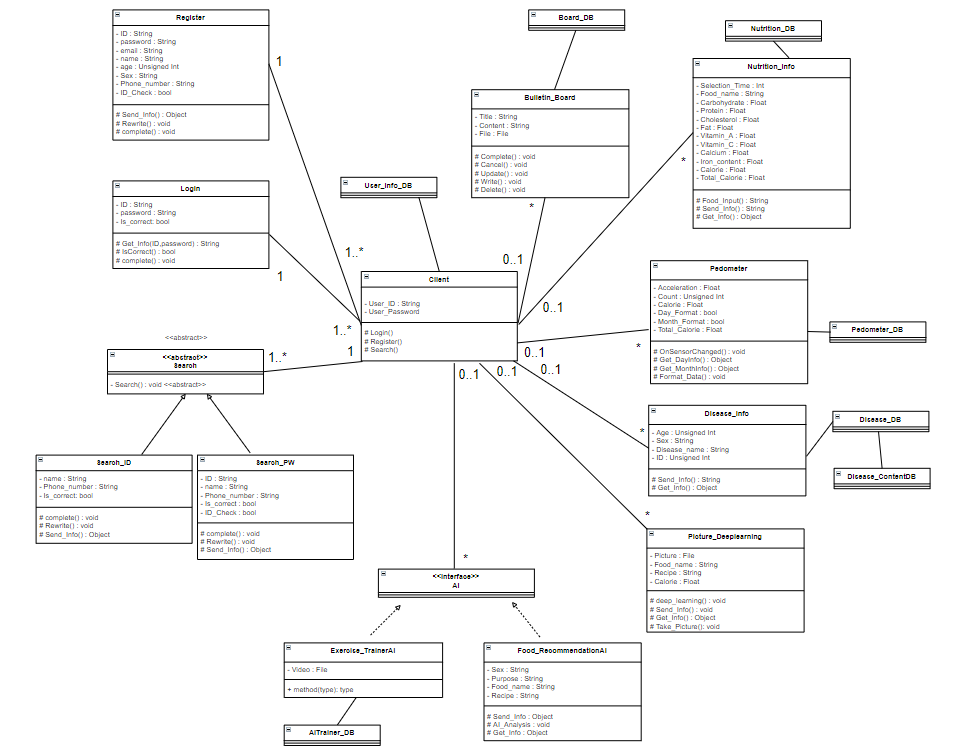 Register
- ID : String
- password : String
- email : String
- name : String
- age : Unsigned Int
- Sex : String
- Phone_number : String
- ID_Check : bool
# Send_Info() : Object
# Rewrite() : void
# complete() : void
1
Board_DB
Nutrition_DB
Bulletin_Board
- Title : String
- Content : String
- File : File
# Complete() : void
# Cancel() : void
# Update() : void
# Write() : void
# Delete() : void
*
0..1
Nutrition_Info
- Selection_Time : Int
- Food_name : String
- Carbohydrate : Float
- Protein : Float
- Cholesterol : Float
- Fat : Float
- Vitamin_A : Float
- Vitamin_C : Float
- Calcium : Float
- Iron_content : Float
- Calorie : Float
- Total_Calorie : Float
# Food_Input() : String
# Send_Info() : String
# Get_Info() : Object
*
0..1
Login
- ID : String
- password : String
- Is_correct: bool
# Get_Info(ID,password) : String
# IsCorrect() : bool
# complete() : void
1
User_Info_DB
1..*
1..*
1
Client
- User_ID : String
- User_Password
# Login()
# Register()
# Search()
Pedometer
- Acceleration : Float
- Count : Unsigned Int
- Calorie : Float
- Day_Format : bool
- Month_Format : bool
- Total_Calorie : Float
# OnSensorChanged() : void
# Get_DayInfo() : Object
# Get_MonthInfo() : Object
# Format_Data() : void
*
0..1
Pedometer_DB
<<abstract>>
<<abstract>>
Search
- Search() : void <<abstract>>
1..*
0..1
0..1
0..1
Search_ID
- name : String
- Phone_number : String
- Is_correct: bool
# complete() : void
# Rewrite() : void
# Send_Info() : Object
Search_PW
- ID : String
- name : String
- Phone_number : String
- Is_correct : bool
- ID_Check : bool
# complete() : void
# Rewrite() : void
# Send_Info() : Object
*
Disease_Info
- Age : Unsigned Int
- Sex : String
- Disease_name : String
- ID : Unsigned Int
# Send_Info() : String
# Get_Info() : Object
Disease_DB
Disease_ContentDB
*
Picture_Deeplearning
- Picture : File
- Food_name : String
- Recipe : String
- Calorie : Float
# deep_learning() : void
# Send_Info() : void
# Get_Info() : Object
# Take_Picture(): void
*
<<Interface>>
AI
Exercise_TrainerAI
- Video : File
+ method(type): type
AITrainer_DB
Food_RecommendationAI
- Sex : String
- Purpose : String
- Food_name : String
- Recipe : String
# Send_Info : Object
# AI_Analysis : void
# Get_Info : Object